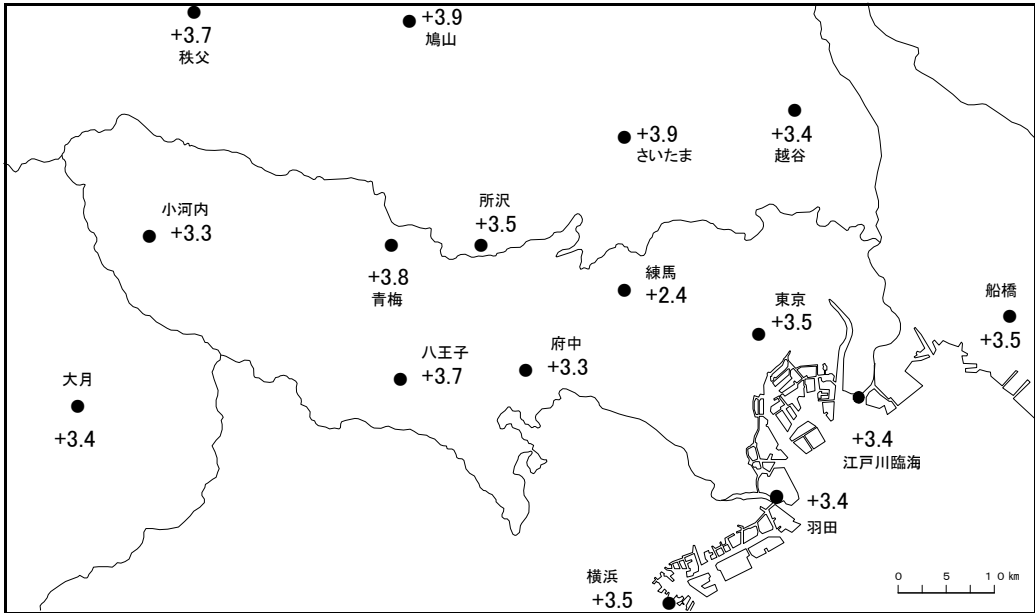 +3.7
秩父
+3.9
鳩山
+3.9
さいたま
+3.4
越谷
小河内
+3.3
所沢
+3.5
+3.8
青梅
練馬
+2.4
東京
+3.5
船橋
+3.5
大月
+3.4
八王子
+3.7
府中
+3.3
+3.4
江戸川臨海
+3.4
羽田
横浜
+3.5
0 5 10km